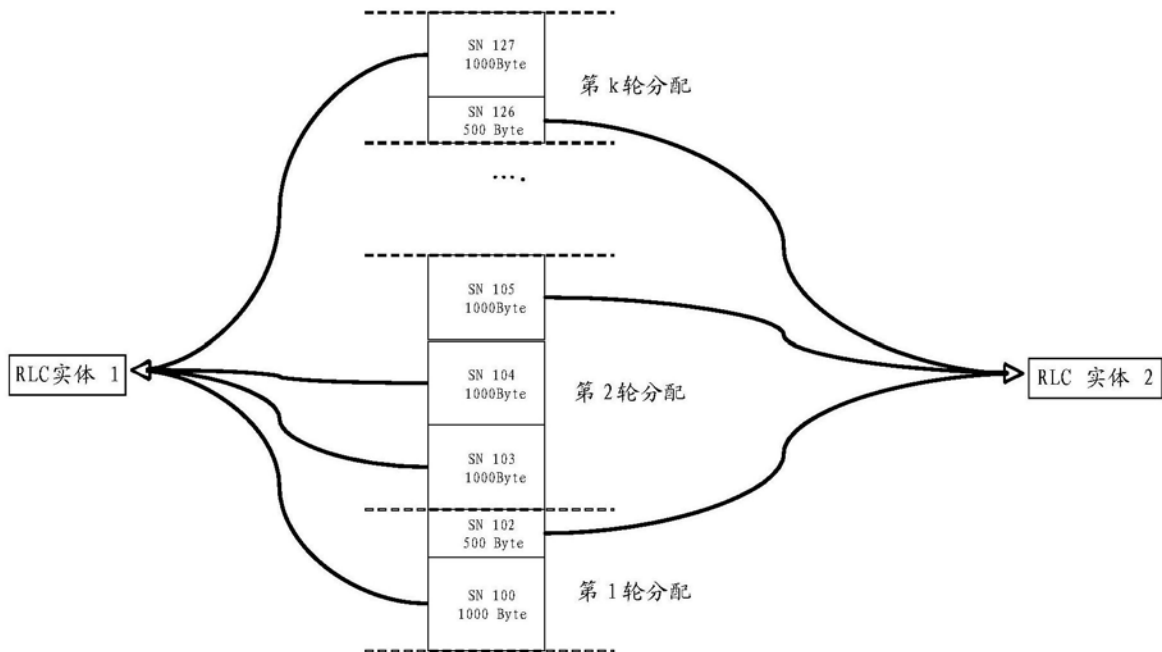 SN 127
1000Byte
第k轮分配
SN 126
500 Byte
....
SN 105
1000Byte
RLC实体 1
SN 104
1000Byte
第2轮分配
RLC 实体 2
SN 103
1000Byte
SN 102
500 Byte
第1轮分配
SN 100
1000 Byte